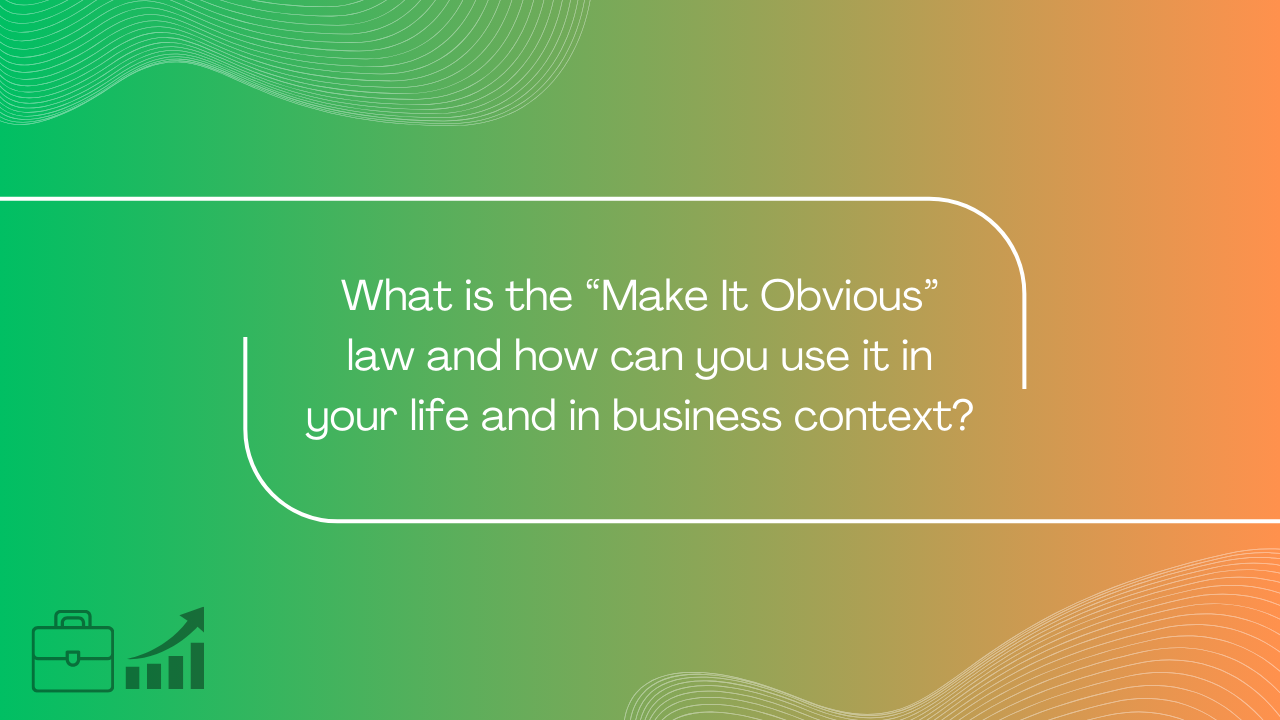 What is the “Make It Obvious”
law and how can you use it in
your life and in business context?